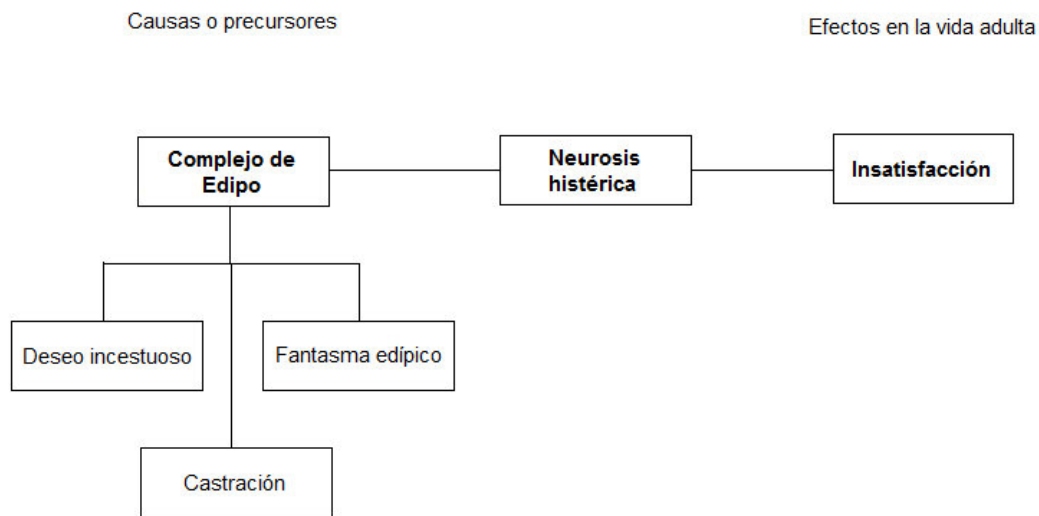 Causas o precursores
Efectos en la vida adulta
Complejo de
Edipo
Neurosis
histérica
Insatisfacción
Deseo incestuoso
Fantasma edípico
Castración